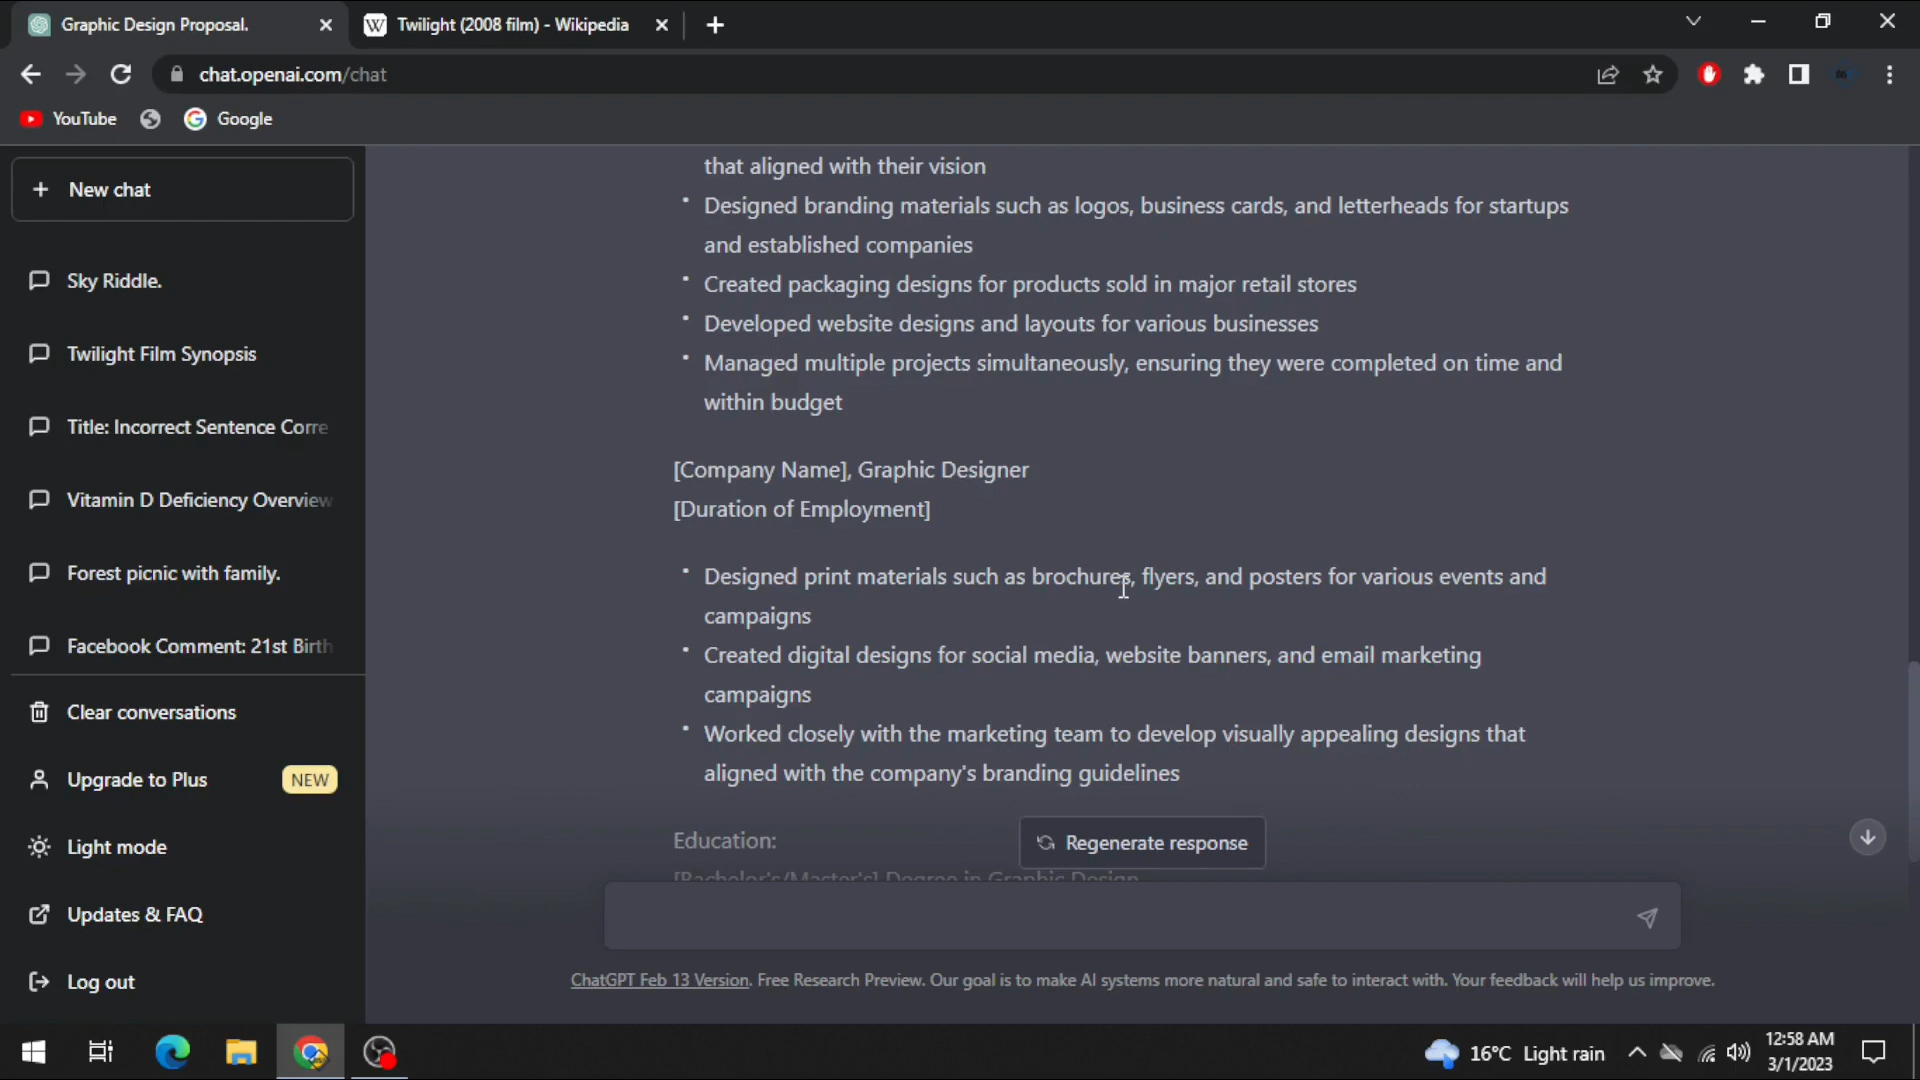 Graphic Design Proposal.
W Twilight (2008 film) - Wikipedia
chat.openai.com/chat
YouTube
Google
New chat
Sky Riddle.
Twilight Film Synopsis
Title: Incorrect Sentence Corre
Vitamin D Deficiency Overview
Forest picnic with family.
Facebook Comment: 21st Birth
Clear conversations
Upgrade to Plus NEW
Light mode
Updates & FAQ
Log out
that aligned with their vision
• Designed branding materials such as logos, business cards, and letterheads for startups
and established companies
• Created packaging designs for products sold in major retail stores
• Developed website designs and layouts for various businesses
• Managed multiple projects simultaneously, ensuring they were completed on time and
within budget
[Company Name], Graphic Designer
[Duration of Employment]
• Designed print materials such as brochures, flyers, and posters for various events and
campaigns
• Created digital designs for social media, website banners, and email marketing
campaigns
• Worked closely with the marketing team to develop visually appealing designs that
aligned with the company's branding guidelines
Education:
Regenerate response
[Bachelor's/Master's] Degree in Graphic Design
ChatGPT Feb 13 Version. Free Research Preview. Our goal is to make AI systems more natural and safe to interact with. Your feedback will help us improve.
16°C Light rain
12:58 AM
3/1/2023